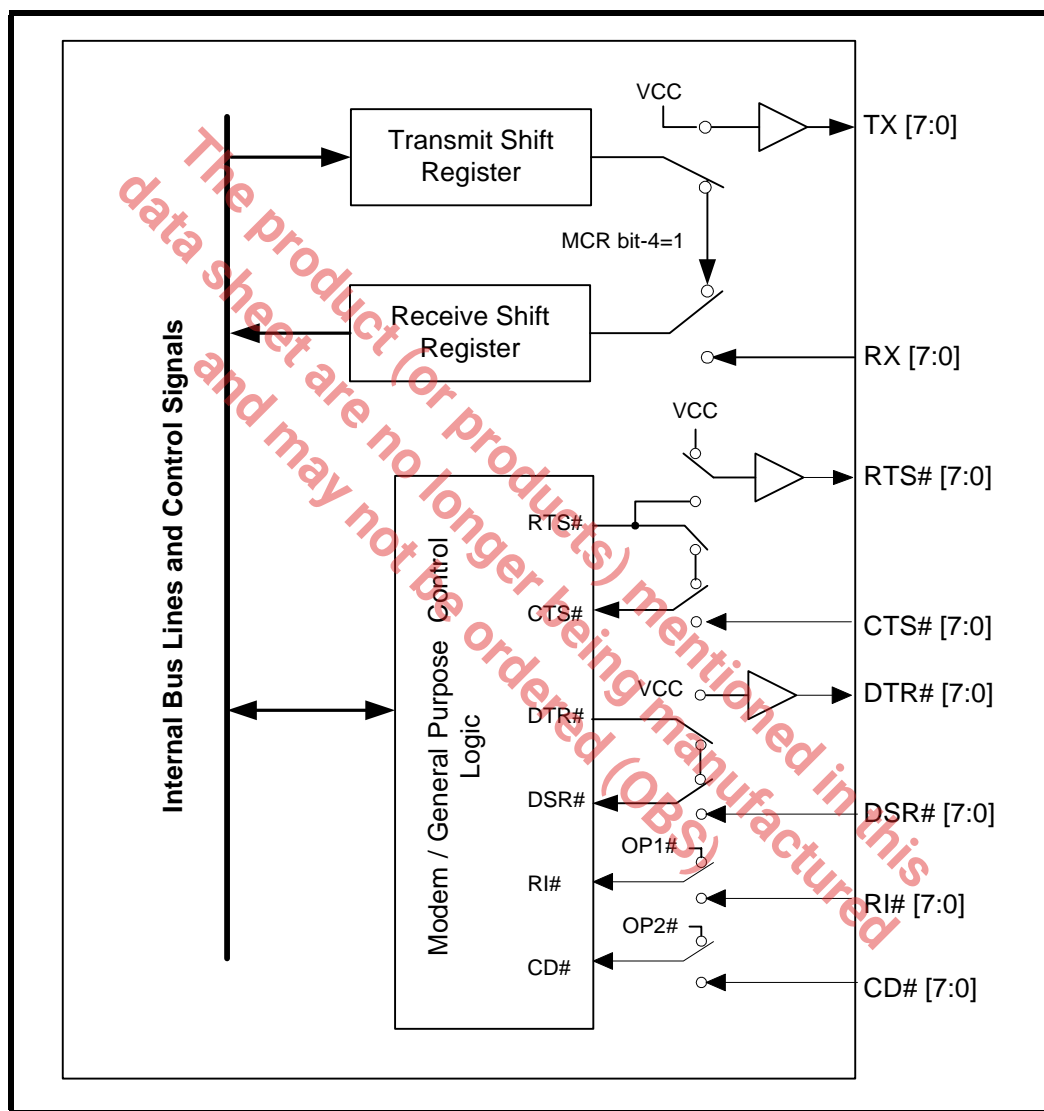 VCC
TX [7:0]
Transmit Shift
Register
MCR bit-4=1
Receive Shift
Register
RX [7:0]
VCC
RTS# [7:0]
RTS#
CTS#
CTS# [7:0]
VCC
DTR# [7:0]
DTR#
DSR#
DSR# [7:0]
OP1#
RI#
RI# [7:0]
OP2#
CD#
CD# [7:0]
Internal Bus Lines and Control Signals
Modem / General Purpose Control
Logic
The product (or products) mentioned in this
data sheet are no longer being manufactured
and may not be ordered (OBS)